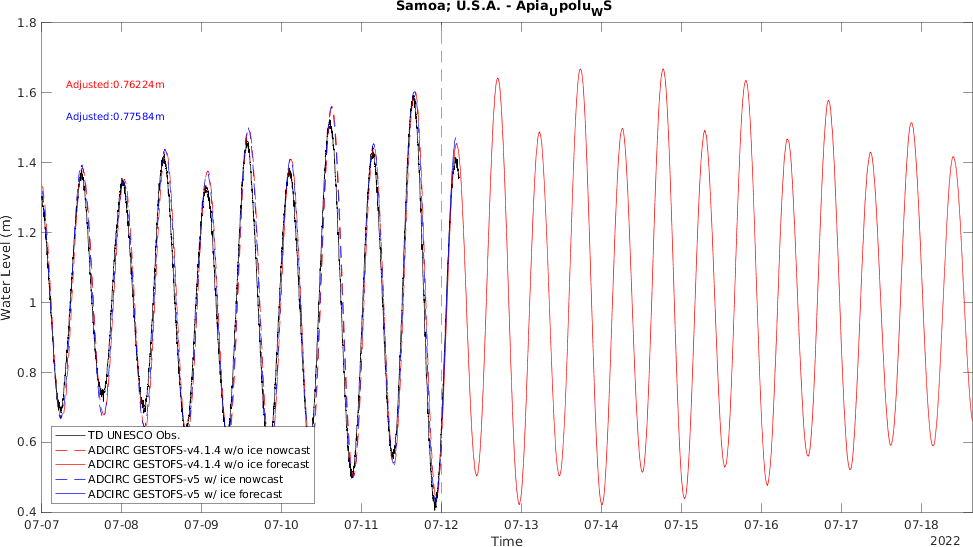 Samoa; U.S.A. - ApiaUpoluWS
1.8
1.6
1.4
1.2
1
0.8
0.6
0.4
Water Level (m)
Adjusted:0.76224m
Adjusted:0.77584m
TD UNESCO Obs.
ADCIRC GESTOFS-v4.1.4 w/o ice nowcast
ADCIRC GESTOFS-v4.1.4 w/o ice forecast
ADCIRC GESTOFS-v5 w/ ice nowcast
ADCIRC GESTOFS-v5 w/ ice forecast
07-07 07-08 07-09 07-10 07-11 07-12 07-13 07-14 07-15 07-16 07-17 07-18
Time
2022